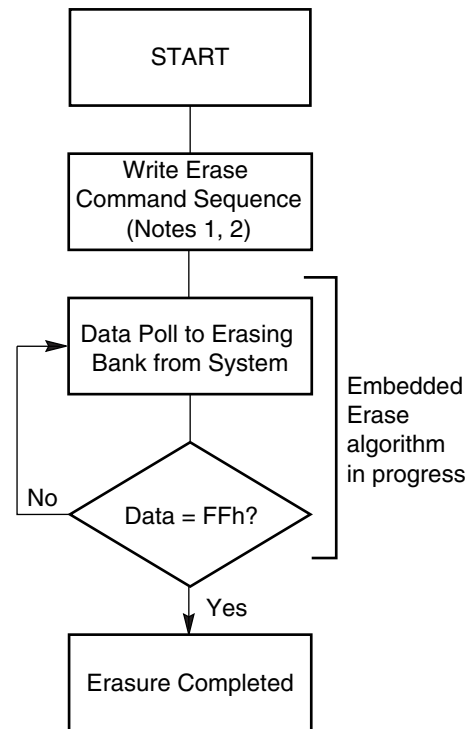 START
Write Erase
Command Sequence
(Notes 1, 2)
Data Poll to Erasing
Bank from System
Embedded
Erase
algorithm
in progress
No
Data = FFh?
Yes
Erasure Completed